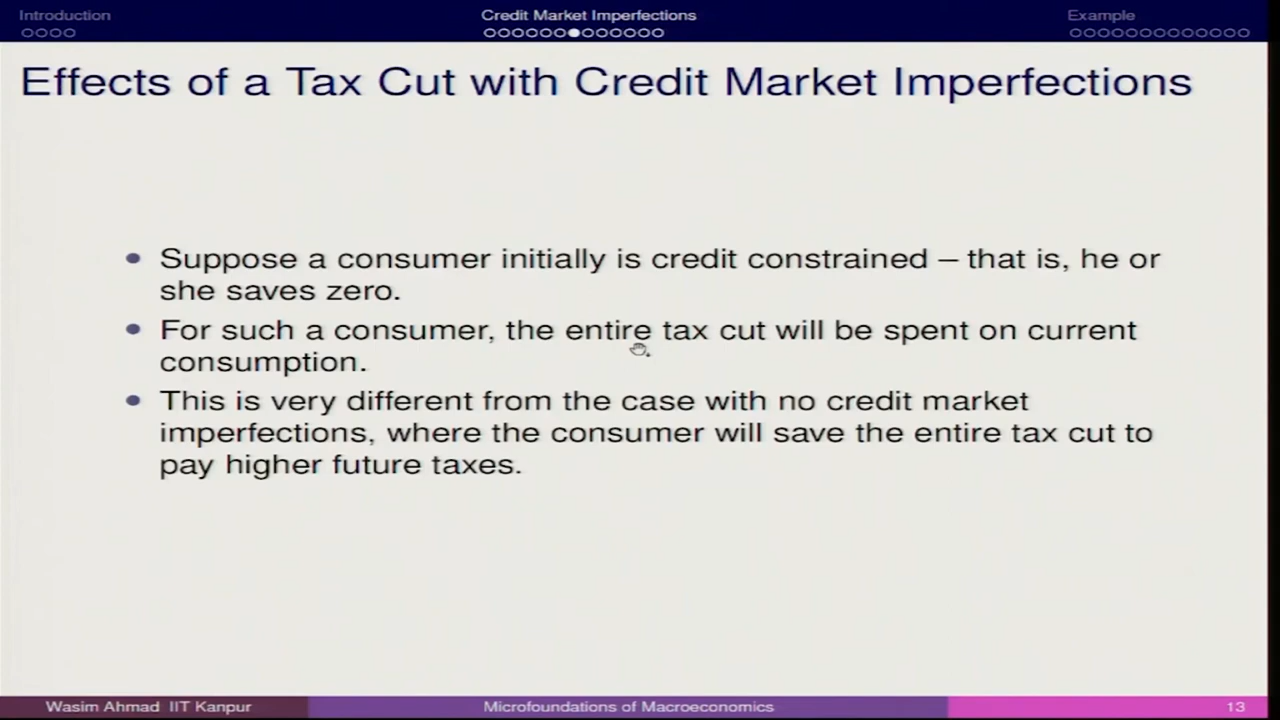 Introduction
Credit Market Imperfections
Example
Effects of a Tax Cut with Credit Market Imperfections
Suppose a consumer initially is credit constrained – that is, he or
she saves zero.
For such a consumer, the entire tax cut will be spent on current
consumption.
This is very different from the case with no credit market
imperfections, where the consumer will save the entire tax cut to
pay higher future taxes.
Wasim Ahmad IIT Kanpur
Microfoundations of Macroeconomics
13